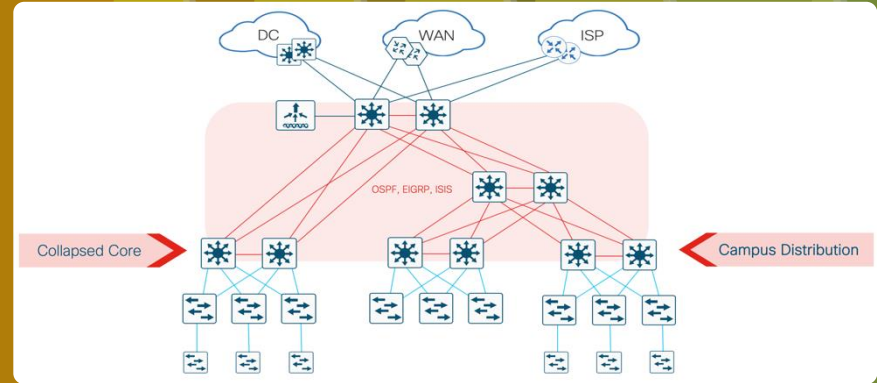 DC
WAN
ISP
OSPF, EIGRP, ISIS
Collapsed Core
Campus Distribution